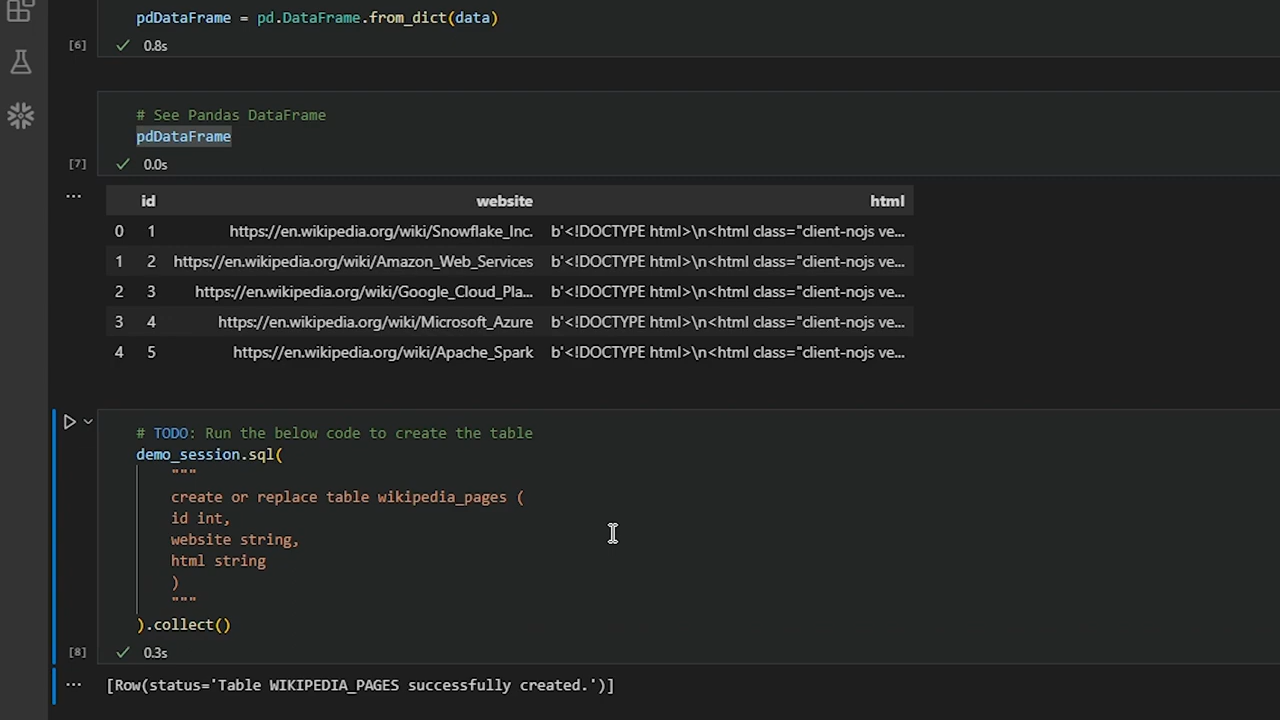 pdDataFrame = pd.DataFrame.from_dict(data)
[6] 0.8s
# See Pandas DataFrame
pdDataFrame
[7] 0.0s
... id website html
0 1 https://en.wikipedia.org/wiki/Snowflake_Inc. b'<!DOCTYPE html>\n<html class="client-nojs ve...
1 2 https://en.wikipedia.org/wiki/Amazon_Web_Services b'<!DOCTYPE html>\n<html class="client-nojs ve...
2 3 https://en.wikipedia.org/wiki/Google_Cloud_Pla... b'<!DOCTYPE html>\n<html class="client-nojs ve...
3 4 https://en.wikipedia.org/wiki/Microsoft_Azure b'<!DOCTYPE html>\n<html class="client-nojs ve...
4 5 https://en.wikipedia.org/wiki/Apache_Spark b'<!DOCTYPE html>\n<html class="client-nojs ve...
# TODO: Run the below code to create the table
demo_session.sql(
"""
create or replace table wikipedia_pages (
id int,
website string,
html string
)
"""
).collect()
[8] 0.3s
... [Row(status='Table WIKIPEDIA_PAGES successfully created.')]